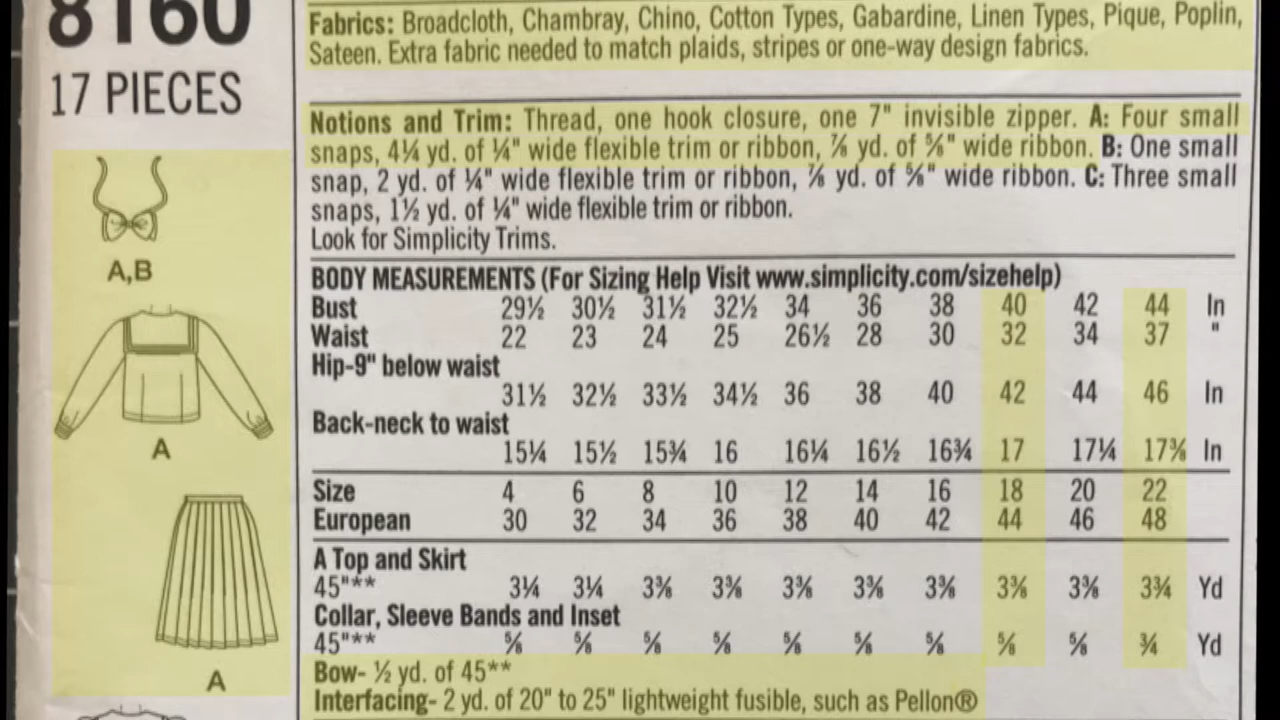 8160
17 PIECES
Fabrics: Broadcloth, Chambray, Chino, Cotton Types, Gabardine, Linen Types, Pique, Poplin,
Sateen. Extra fabric needed to match plaids, stripes or one-way design fabrics.
Notions and Trim: Thread, one hook closure, one 7" invisible zipper. A: Four small
snaps, 4¼ yd. of ¼" wide flexible trim or ribbon, ⅞ yd. of ⅝" wide ribbon. B: One small
snap, 2 yd. of ¼" wide flexible trim or ribbon, ⅞ yd. of ⅝" wide ribbon. C: Three small
snaps, 1½ yd. of ¼" wide flexible trim or ribbon.
Look for Simplicity Trims.
A,B
A
A
BODY MEASUREMENTS (For Sizing Help Visit www.simplicity.com/sizehelp)
Bust 29½ 30½ 31½ 32½ 34 36 38 40 42 44 In
Waist 22 23 24 25 26½ 28 30 32 34 37 "
Hip-9" below waist
31½ 32½ 33½ 34½ 36 38 40 42 44 46 In
Back-neck to waist
15¼ 15½ 15¾ 16 16¼ 16½ 16¾ 17 17¼ 17⅜ In
Size 4 6 8 10 12 14 16 18 20 22
European 30 32 34 36 38 40 42 44 46 48
A Top and Skirt
45"** 3¼ 3¼ 3⅜ 3⅜ 3⅜ 3⅜ 3⅜ 3⅜ 3⅜ 3¾ Yd
Collar, Sleeve Bands and Inset
45"** ⅝ ⅝ ⅝ ⅝ ⅝ ⅝ ⅝ ⅝ ⅝ ¾ Yd
Bow- ½ yd. of 45**
Interfacing- 2 yd. of 20" to 25" lightweight fusible, such as Pellon®